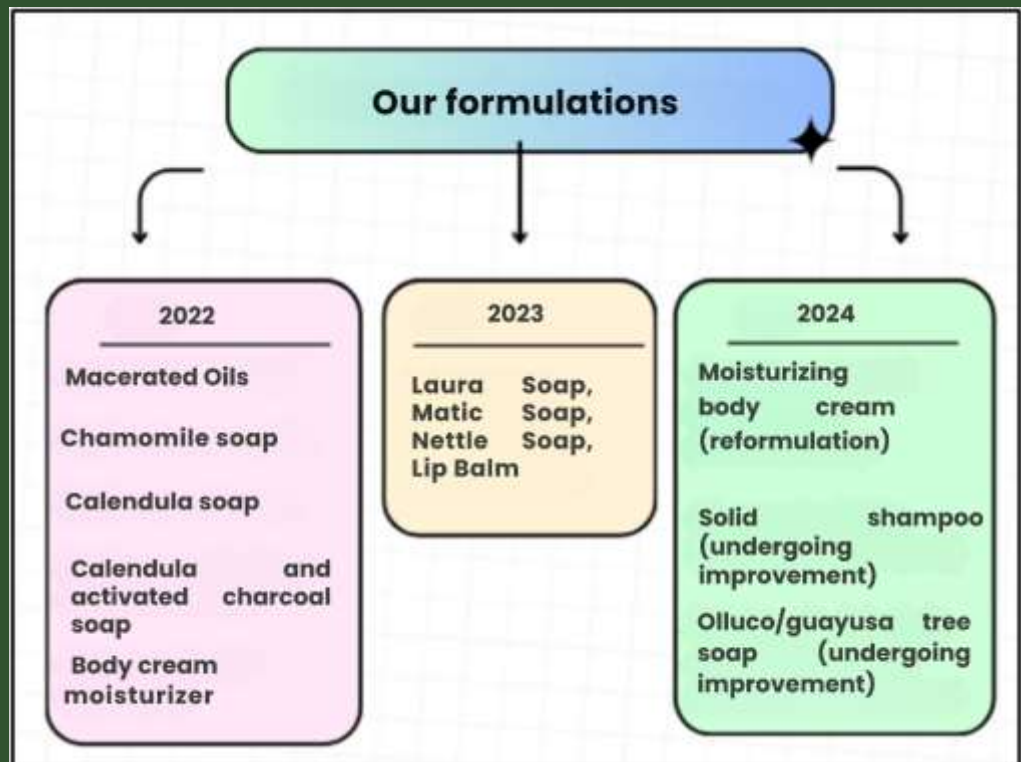 Our formulations
2022
Macerated Oils
Chamomile soap
Calendula soap
Calendula and
activated charcoal
soap
Body cream
moisturizer
2023
Laura Soap,
Matic Soap,
Nettle Soap,
Lip Balm
2024
Moisturizing
body cream
(reformulation)
Solid shampoo
(undergoing
improvement)
Olluco/guayusa tree
soap (undergoing
improvement)